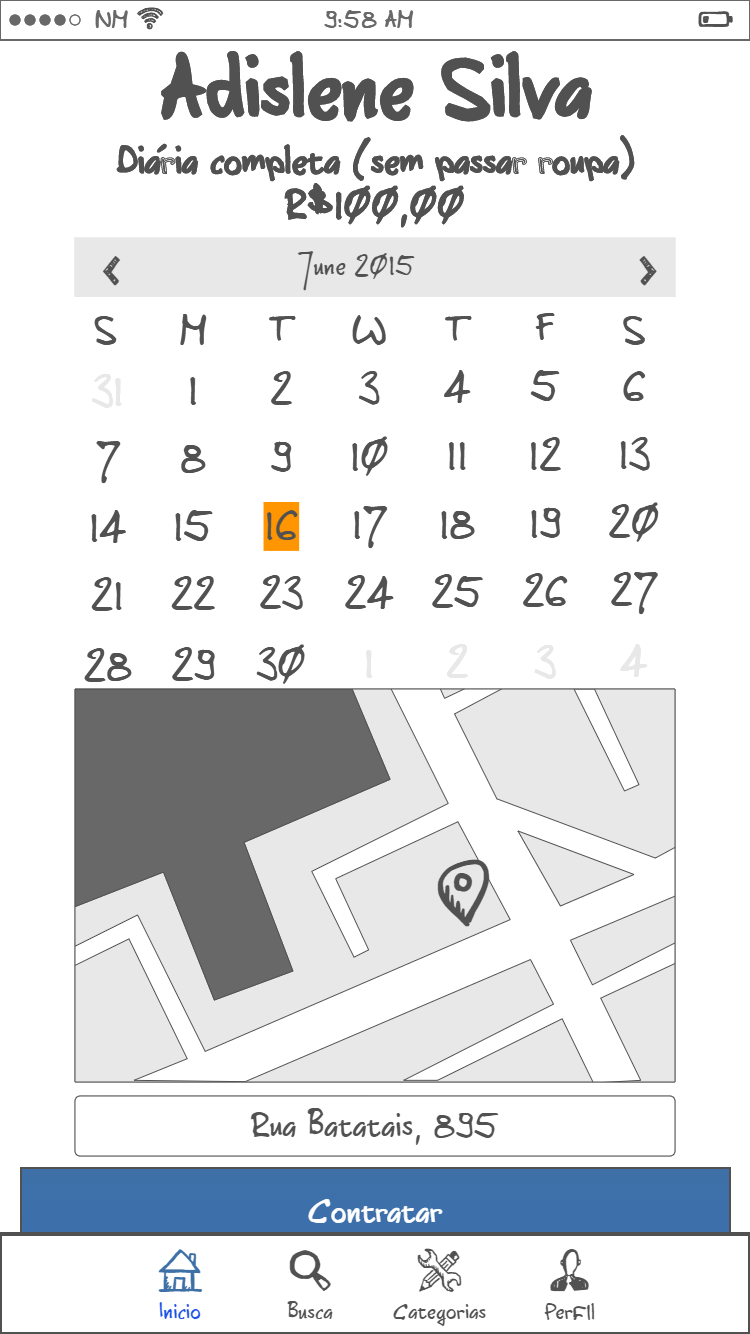 NM 9:58 AM
Adislene Silva
Diária completa (sem passar roupa)
R$100,00
June 2015
S M T W T F S
31 1 2 3 4 5 6
7 8 9 10 11 12 13
14 15 16 17 18 19 20
21 22 23 24 25 26 27
28 29 30 1 2 3 4
Rua Batatais, 895
Contratar
Inicio Busca Categorias PerFIl